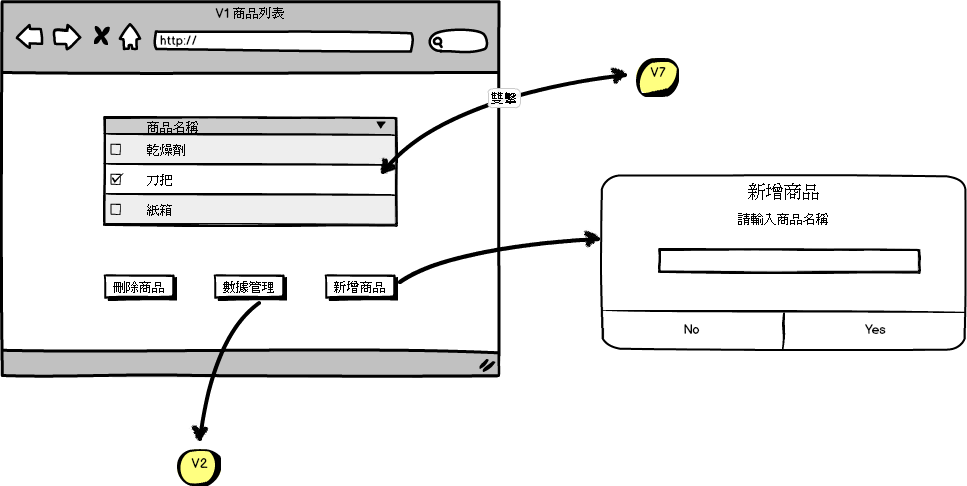 V1 商品列表
http://
V7
雙擊
商品名稱
乾燥劑
刀把
紙箱
新增商品
請輸入商品名稱
刪除商品
數據管理
新增商品
No
Yes
V2